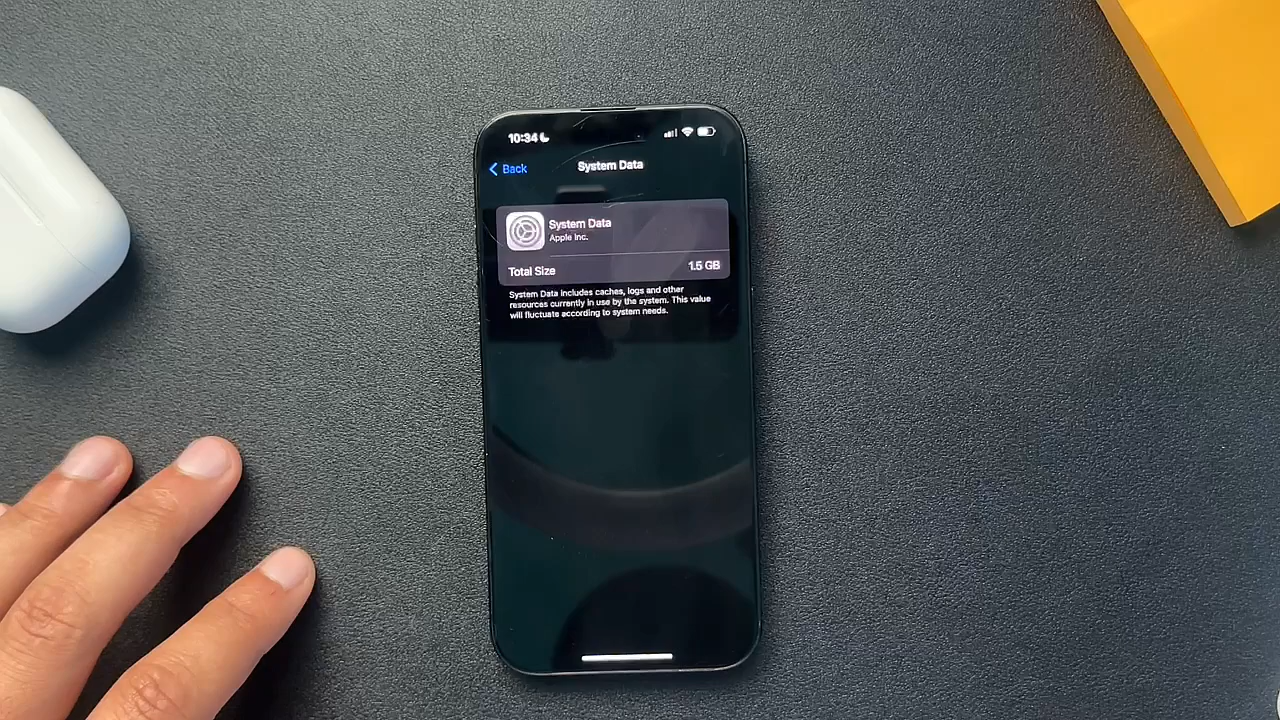 10:34
Back
System Data
System Data
Apple Inc.
Total Size
1.5 GB
System Data includes caches, logs and other
resources currently in use by the system. This value
will fluctuate according to system needs.